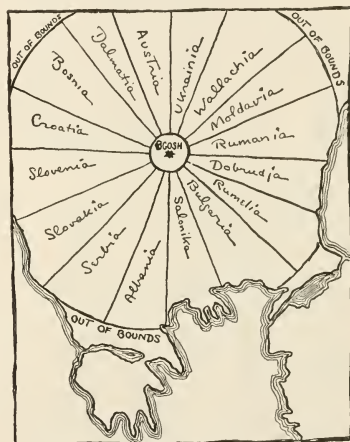 OUT OF BOUNDS
OUT OF BOUNDS
Austria
Ukrainia
Dalmatia
Wallachia
Bosnia
Moldavia
Croatia
BGOSH
Rumania
Slovenia
Dobrudja
Rumelia
Slovakia
Bulgaria
Serbia
Salonika
Albania
OUT OF BOUNDS